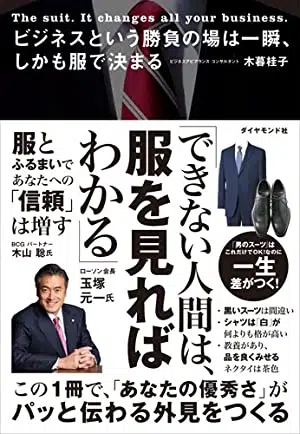 The suit. It changes all your business.
ビジネスという勝負の場は一瞬、
しかも服で決まる
ビジネスアピアランス コンサルタント 木暮桂子
ダイヤモンド社
「できない人間は、
服を見れば
わかる」
服と
ふるまいで
あなたへの
「信頼」
は増す
BCG パートナー
木山 聡氏
ローソン会長
玉塚
元一氏
「男のスーツ」は
これだけでOK!なのに
一生
差がつく!
・黒いスーツは間違い
・シャツは「白」が
何よりも格が高い
・教養があり、
品を良くみせる
ネクタイは茶色
この1冊で、「あなたの優秀さ」が
パッと伝わる外見をつくる